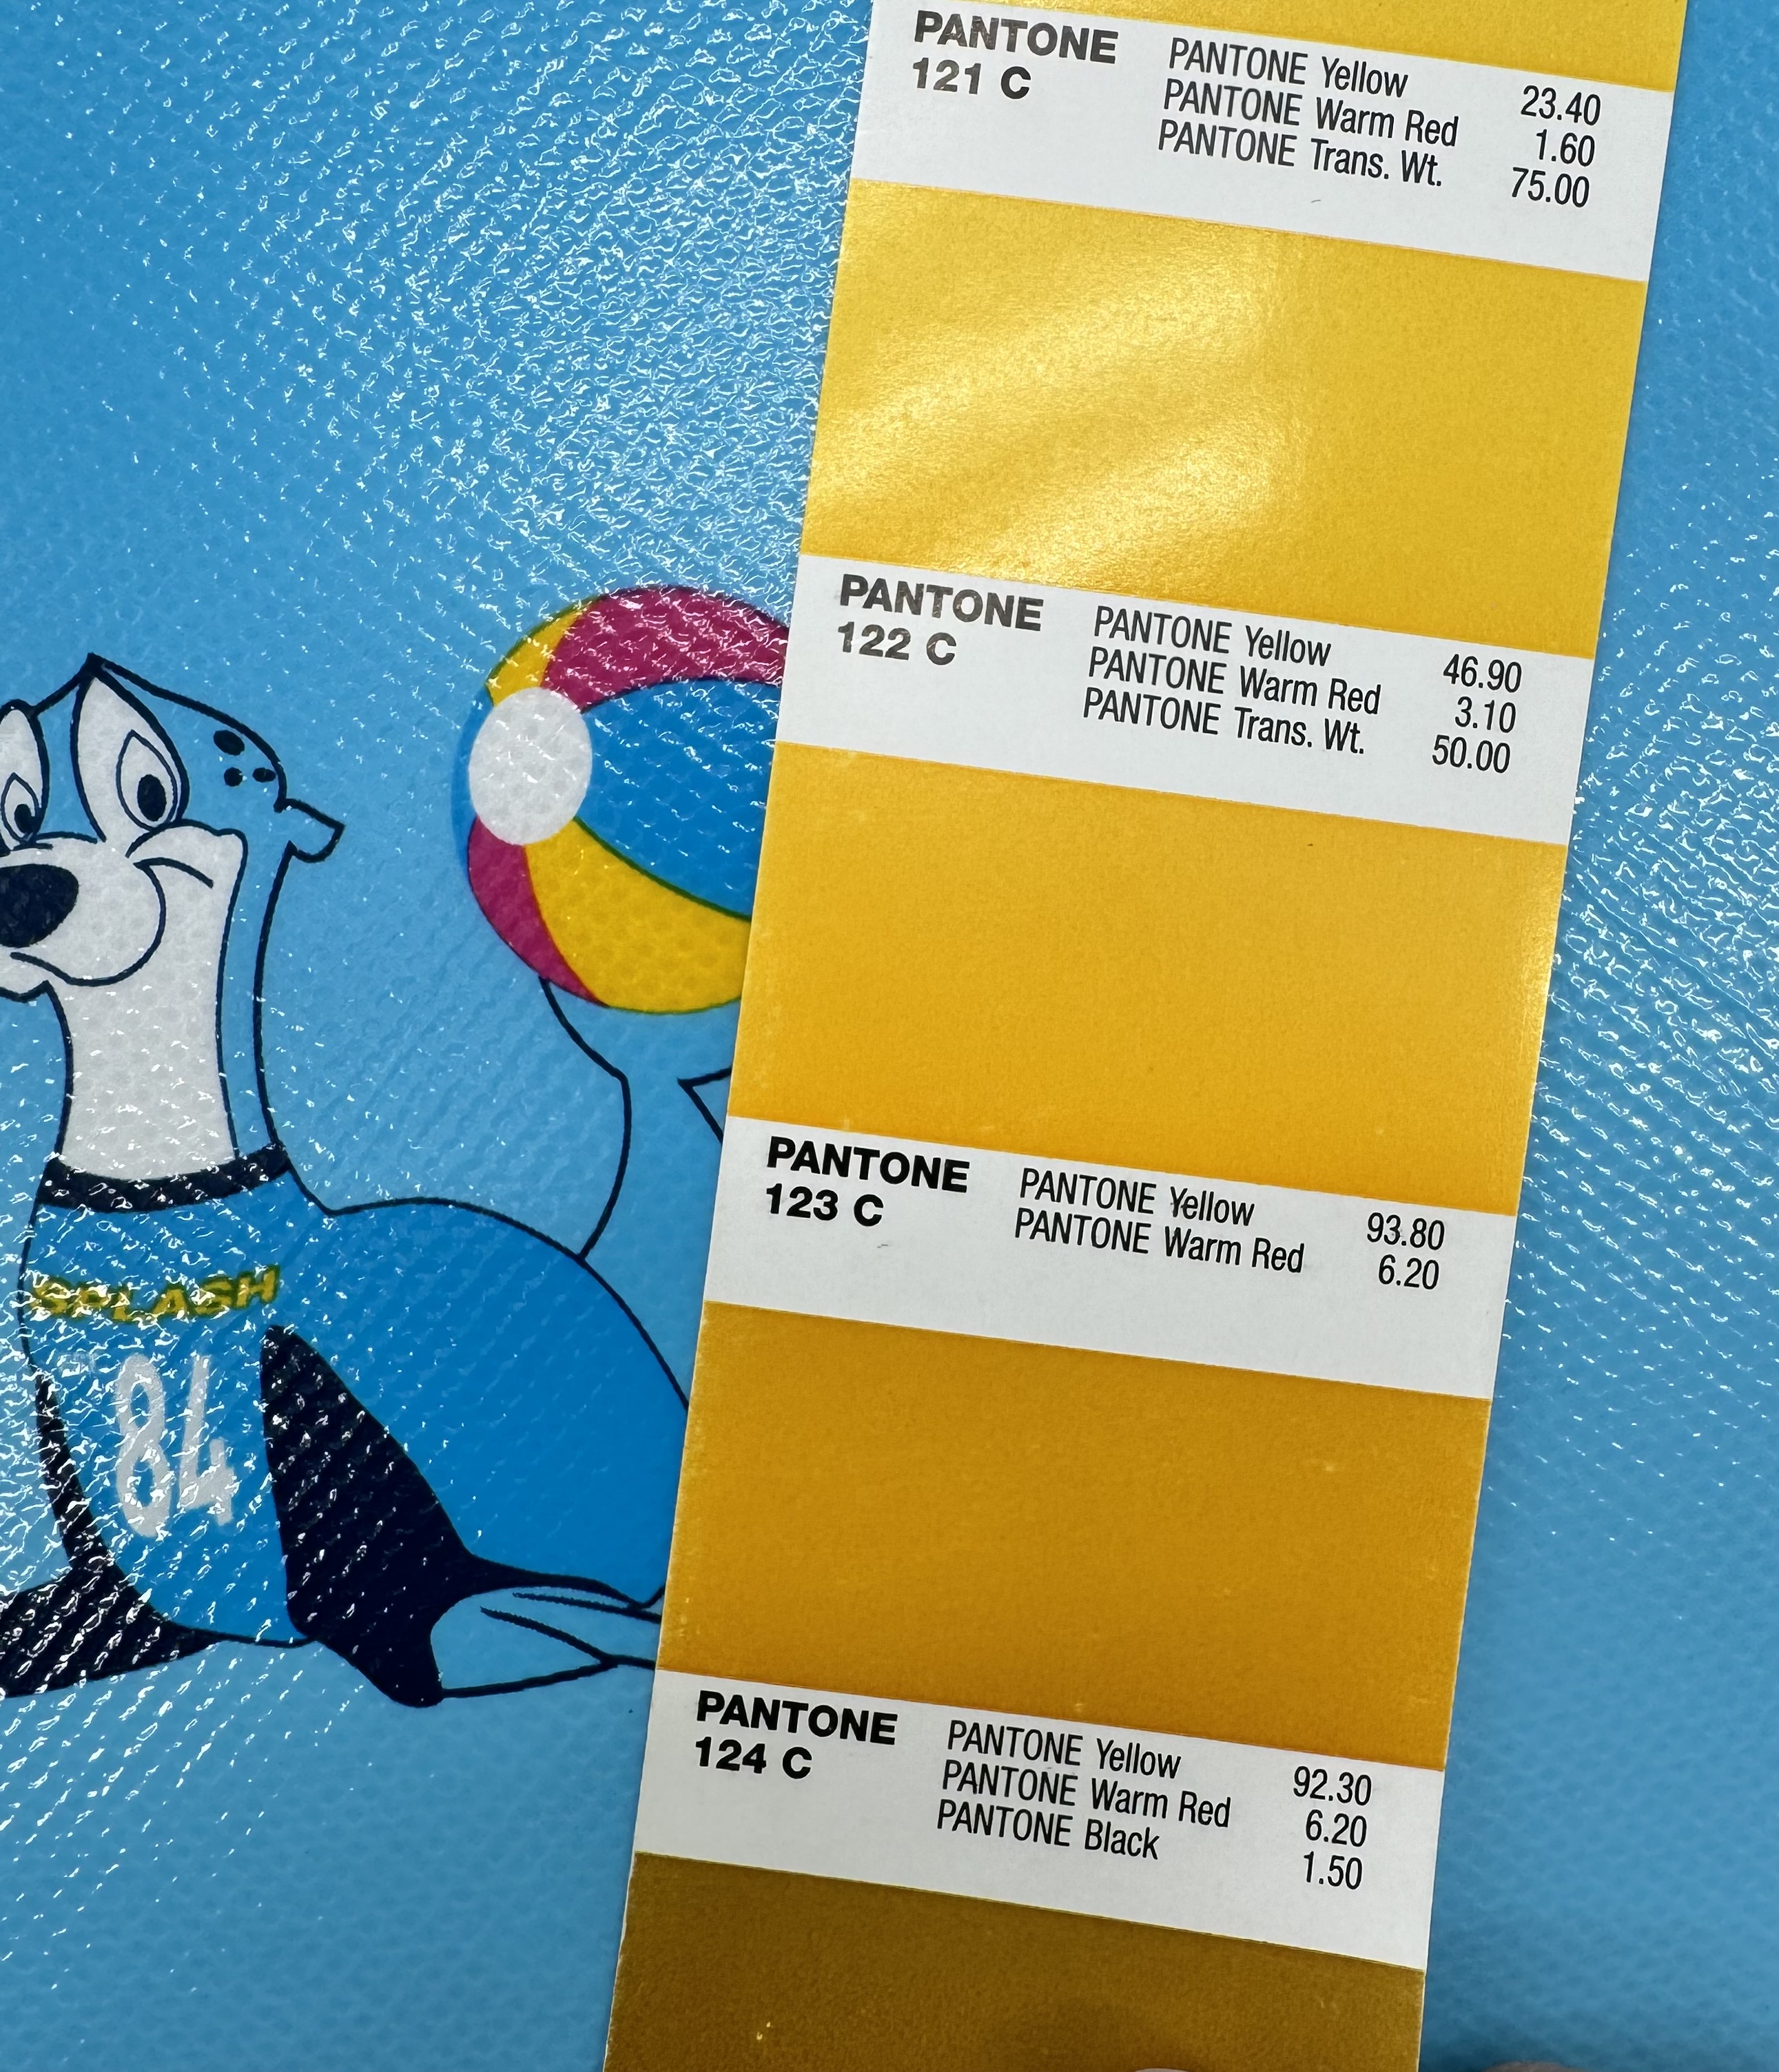 PANTONE
121 C
PANTONE Yellow 23.40
PANTONE Warm Red 1.60
PANTONE Trans. Wt. 75.00
PANTONE
122 C
PANTONE Yellow 46.90
PANTONE Warm Red 3.10
PANTONE Trans. Wt. 50.00
PANTONE
123 C
PANTONE Yellow 93.80
PANTONE Warm Red 6.20
PANTONE
124 C
PANTONE Yellow 92.30
PANTONE Warm Red 6.20
PANTONE Black 1.50
SPLASH
84